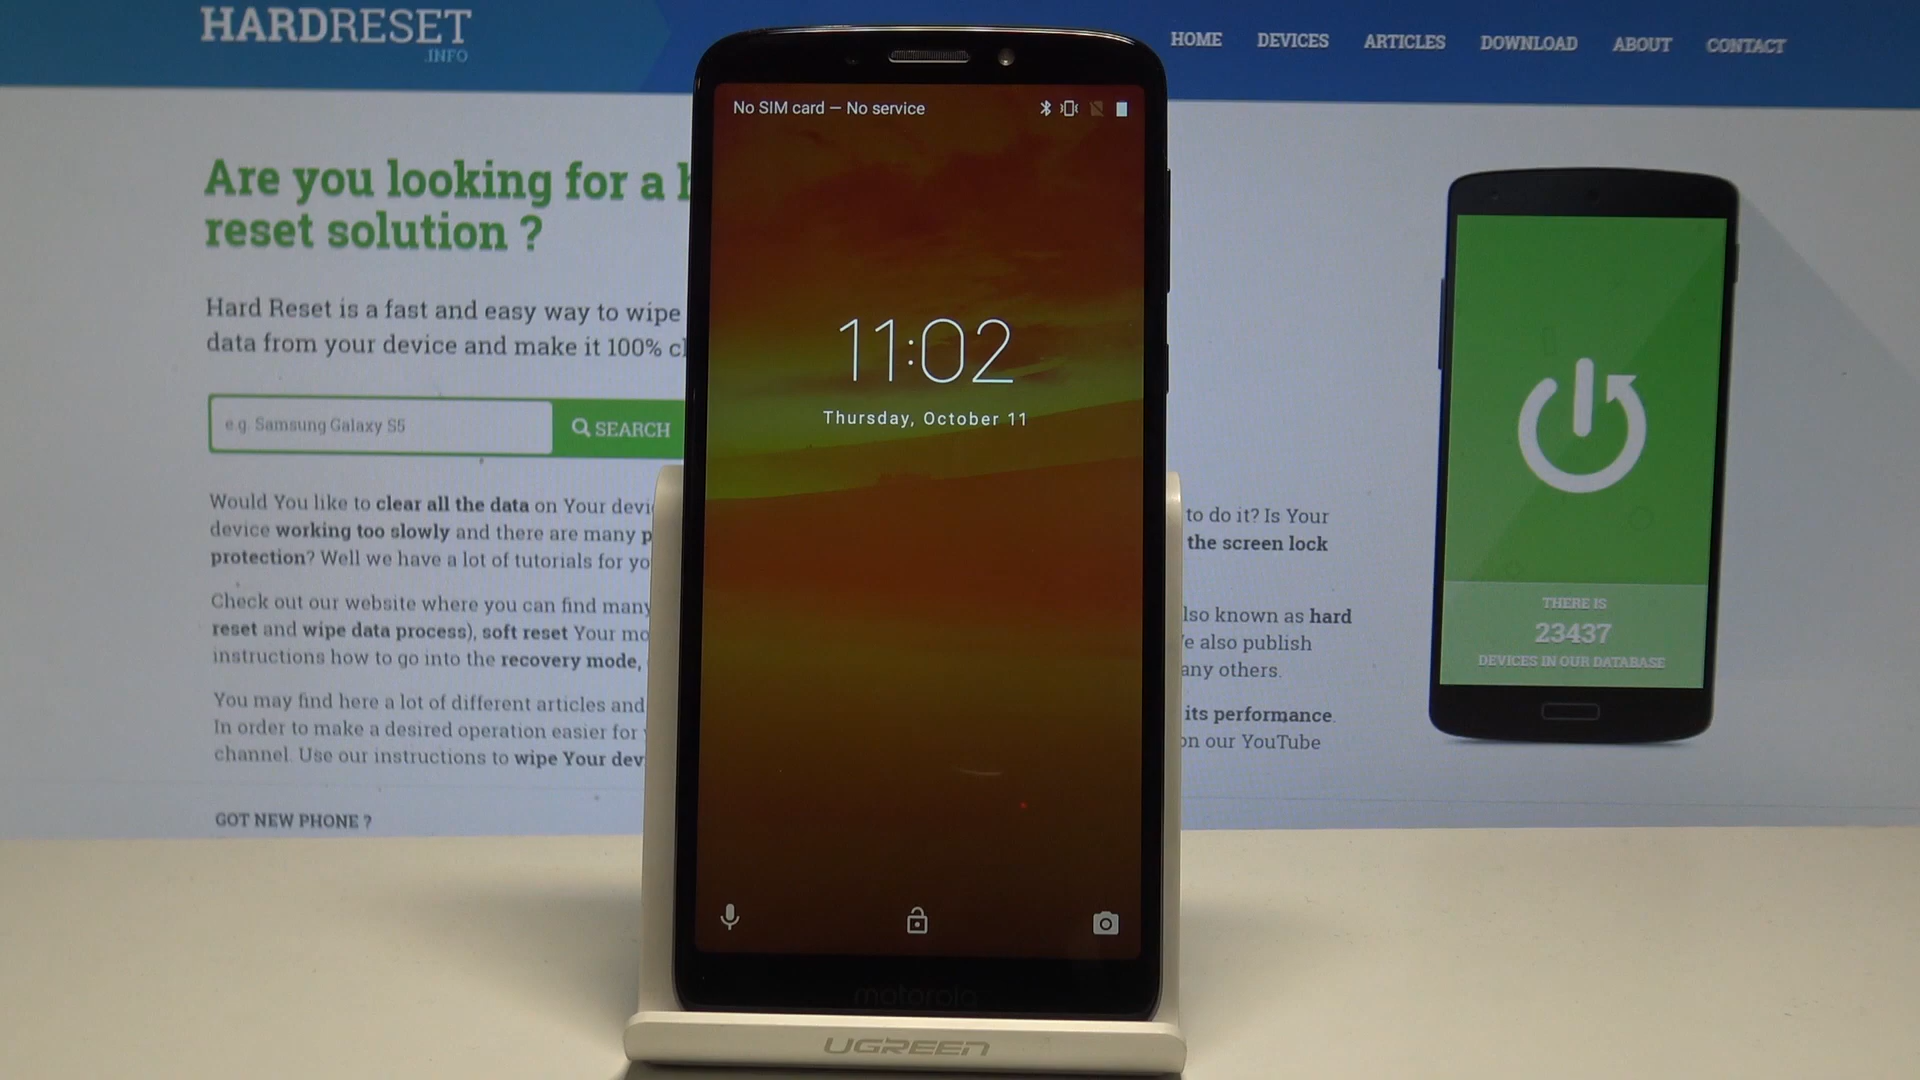 HARDRESET
.INFO
HOME DEVICES ARTICLES DOWNLOAD ABOUT CONTACT
Are you looking for a
reset solution ?
Hard Reset is a fast and easy way to wipe
data from your device and make it 100%
e.g. Samsung Galaxy S5
SEARCH
Would You like to clear all the data on Your
device working too slowly and there are many
protection? Well we have a lot of tutorials for
Check out our website where you can find many
reset and wipe data process), soft reset Your
instructions how to go into the recovery mode,
You may find here a lot of different articles and
In order to make a desired operation easier for
channel. Use our instructions to wipe Your
GOT NEW PHONE ?
No SIM card — No service
11:02
Thursday, October 11
motorola
UGREEN
to do it? Is Your
the screen lock
known as hard
also publish
others.
its performance.
on our YouTube
THERE IS
23437
DEVICES IN OUR DATABASE